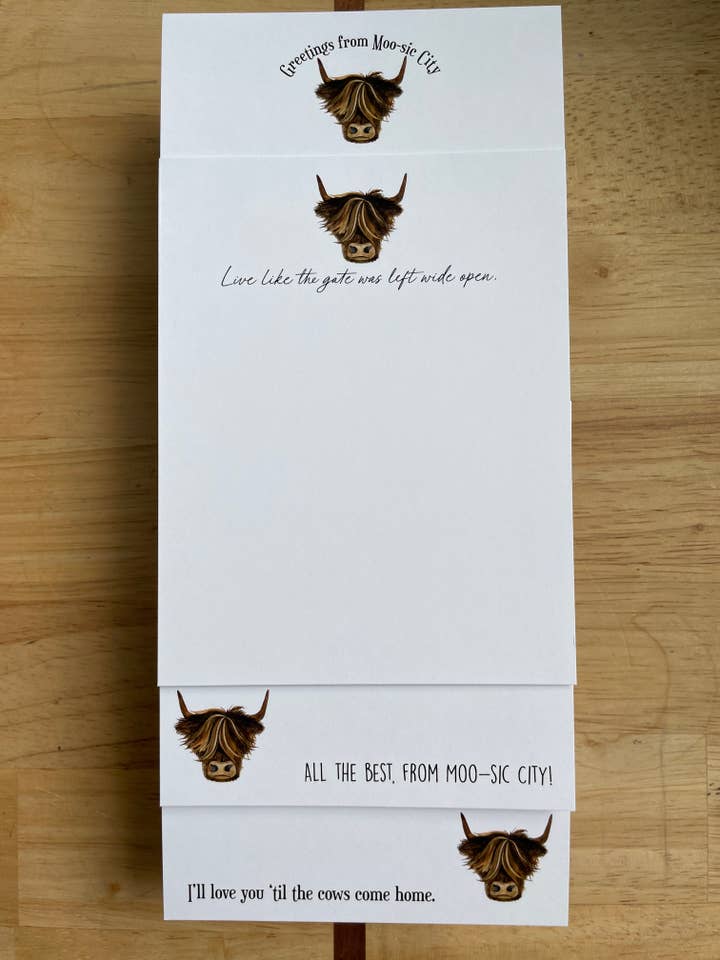 Greetings from Moo-sic City
Live like the gate was left wide open.
ALL THE BEST, FROM MOO-SIC CITY!
I'll love you 'til the cows come home.